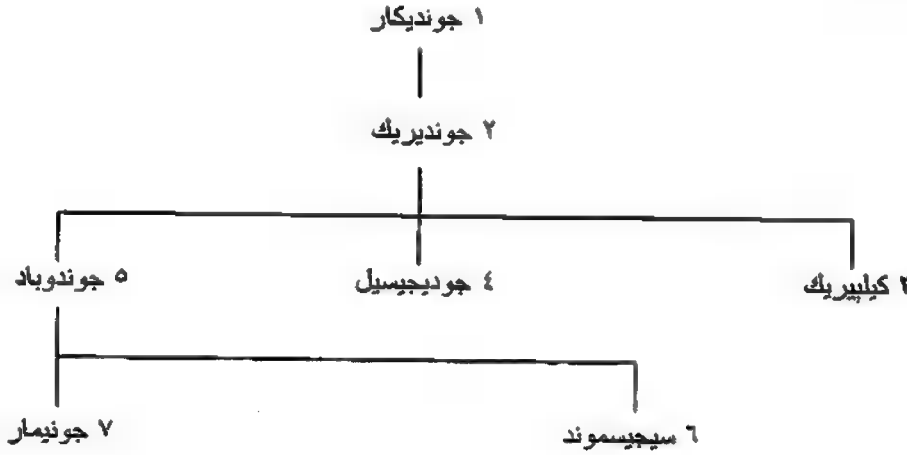 ١ جونديكار
٢ جونديريك
٣ كيلبيريك
٤ جوديجيسيل
٥ جوندوباد
٦ سيجيسموند
٧ جونيمار